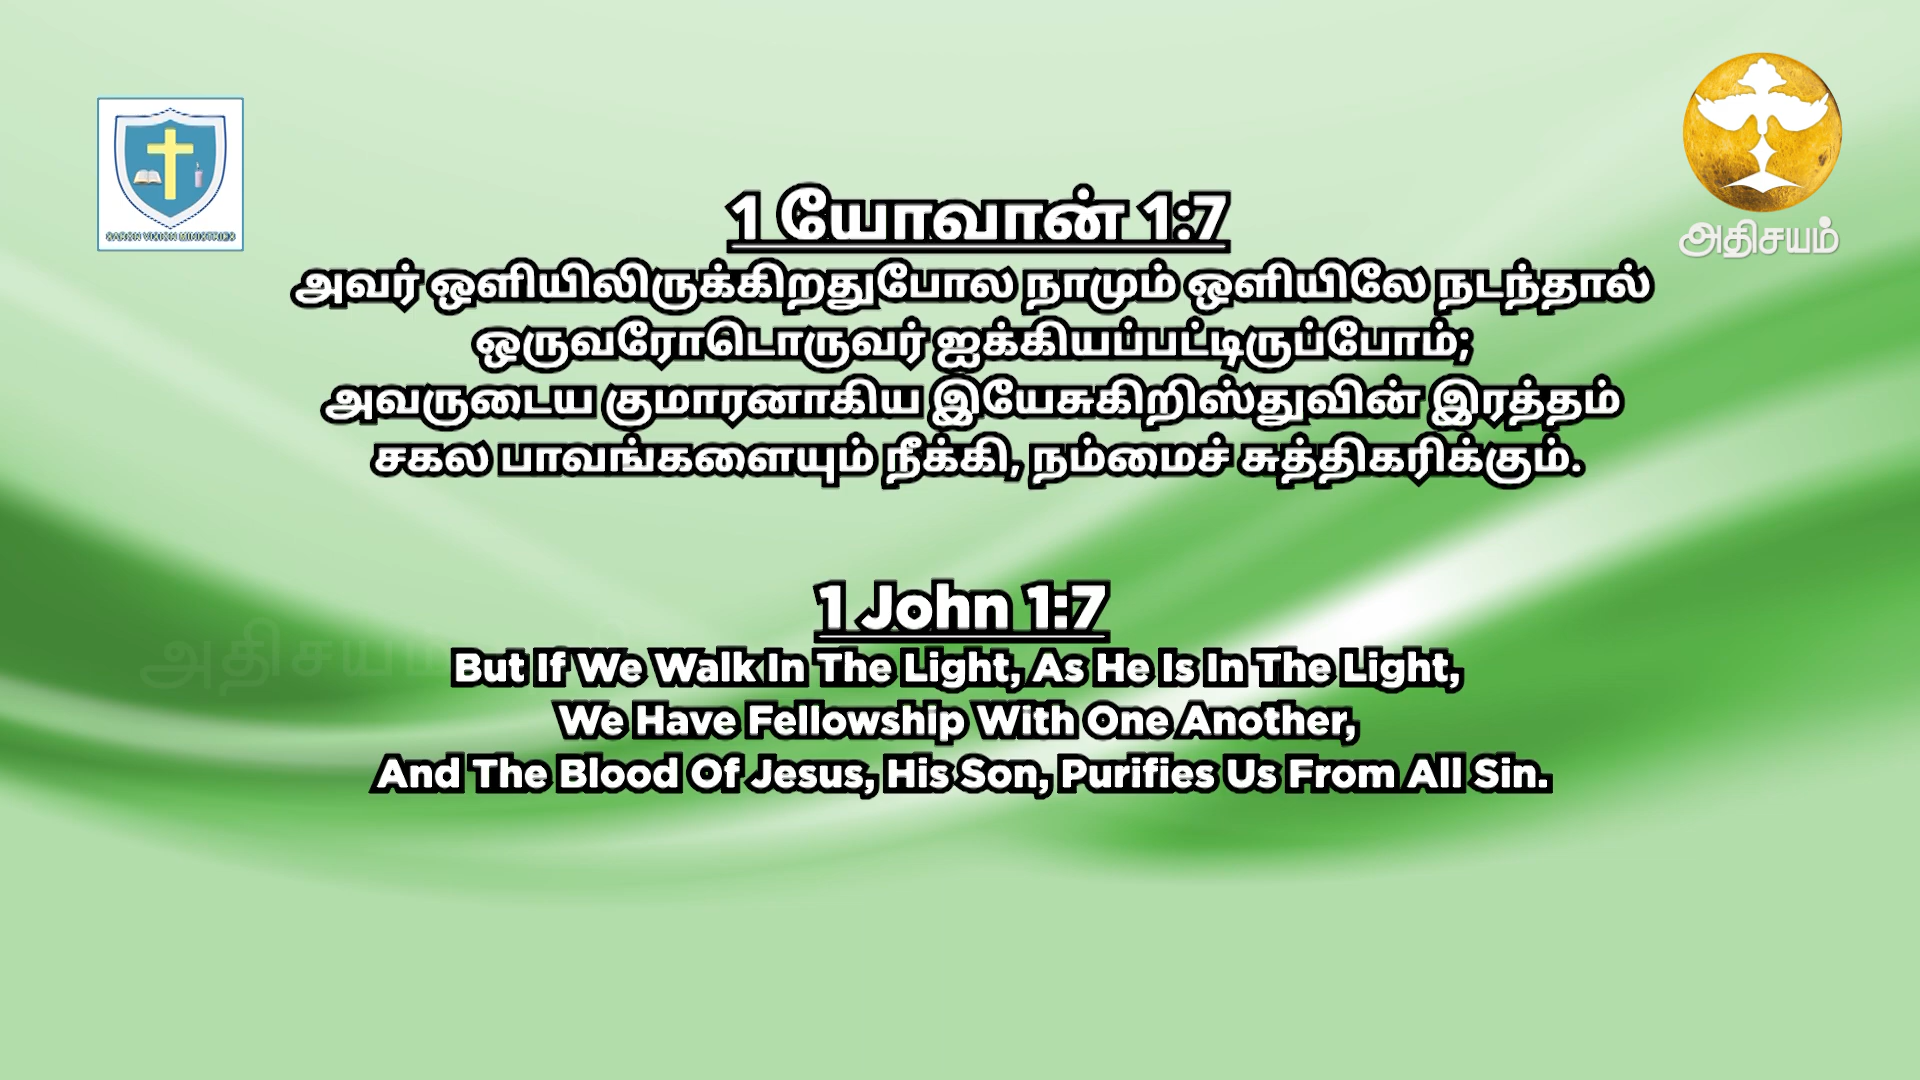 அதிசயம்
1 யோவான் 1:7
அவர் ஒளியிலிருக்கிறதுபோல நாமும் ஒளியிலே நடந்தால்
ஒருவரோடொருவர் ஐக்கியப்பட்டிருப்போம்;
அவருடைய குமாரனாகிய இயேசுகிறிஸ்துவின் இரத்தம்
சகல பாவங்களையும் நீக்கி, நம்மைச் சுத்திகரிக்கும்.
1 John 1:7
But If We Walk In The Light, As He Is In The Light,
We Have Fellowship With One Another,
And The Blood Of Jesus, His Son, Purifies Us From All Sin.
அதிசயம்